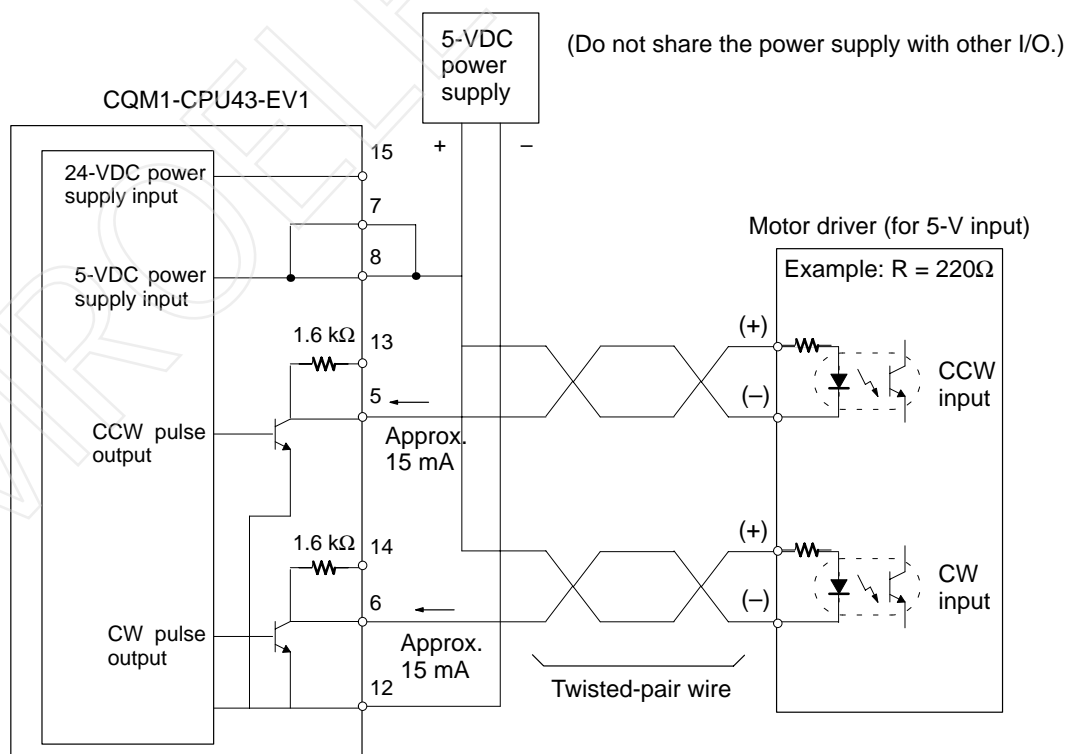 5-VDC
power
supply
(Do not share the power supply with other I/O.)
CQM1-CPU43-EV1
+
–
15
24-VDC power
supply input
7
8
5-VDC power
supply input
Motor driver (for 5-V input)
Example: R = 220Ω
1.6 kΩ
13
(+)
5
(–)
CCW
input
CCW pulse
output
Approx.
15 mA
1.6 kΩ
14
(+)
6
(–)
CW
input
CW pulse
output
Approx.
15 mA
12
Twisted-pair wire